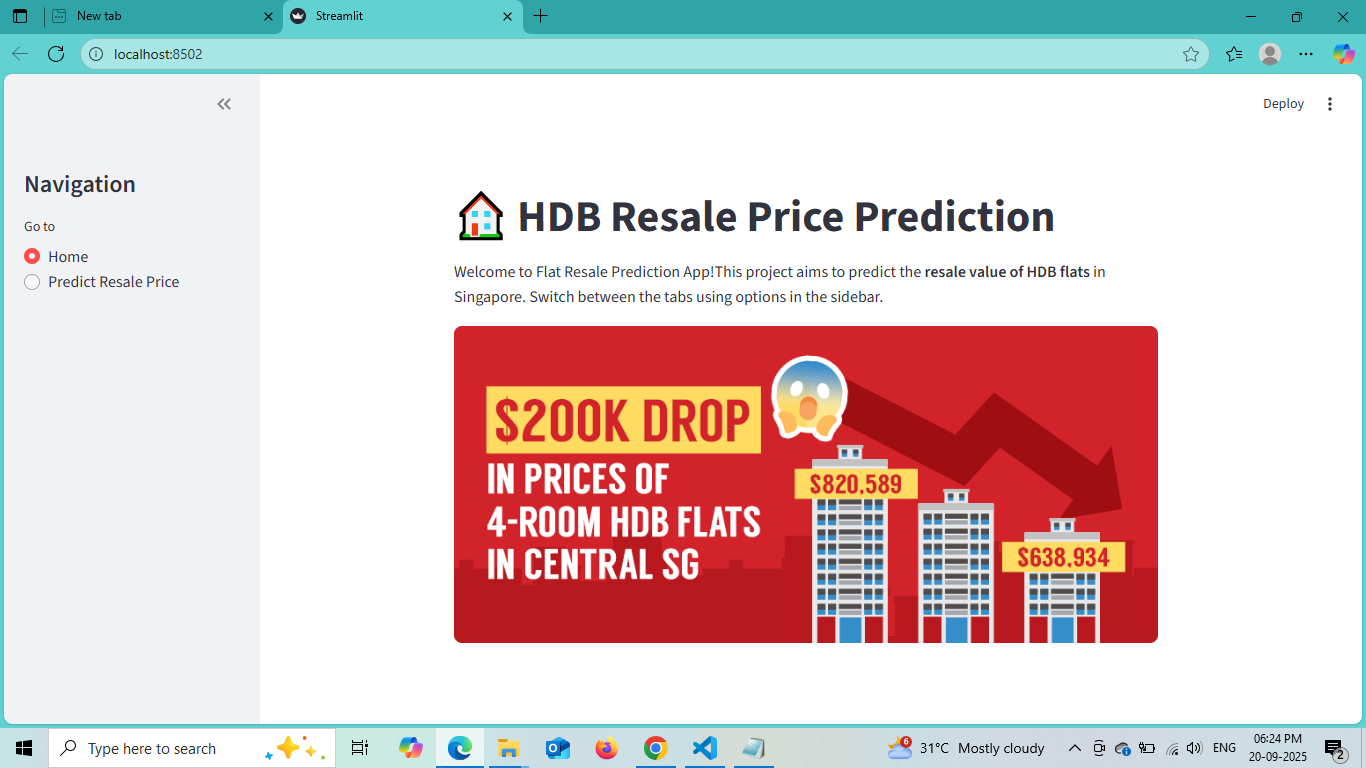 New tab
Streamlit
localhost:8502
Deploy
Navigation
Go to
Home
Predict Resale Price
HDB Resale Price Prediction
Welcome to Flat Resale Prediction App!This project aims to predict the resale value of HDB flats in
Singapore. Switch between the tabs using options in the sidebar.
$200K DROP
IN PRICES OF
4-ROOM HDB FLATS
IN CENTRAL SG
$820,589
$638,934
Type here to search
6
31°C Mostly cloudy
ENG
06:24 PM
20-09-2025
2